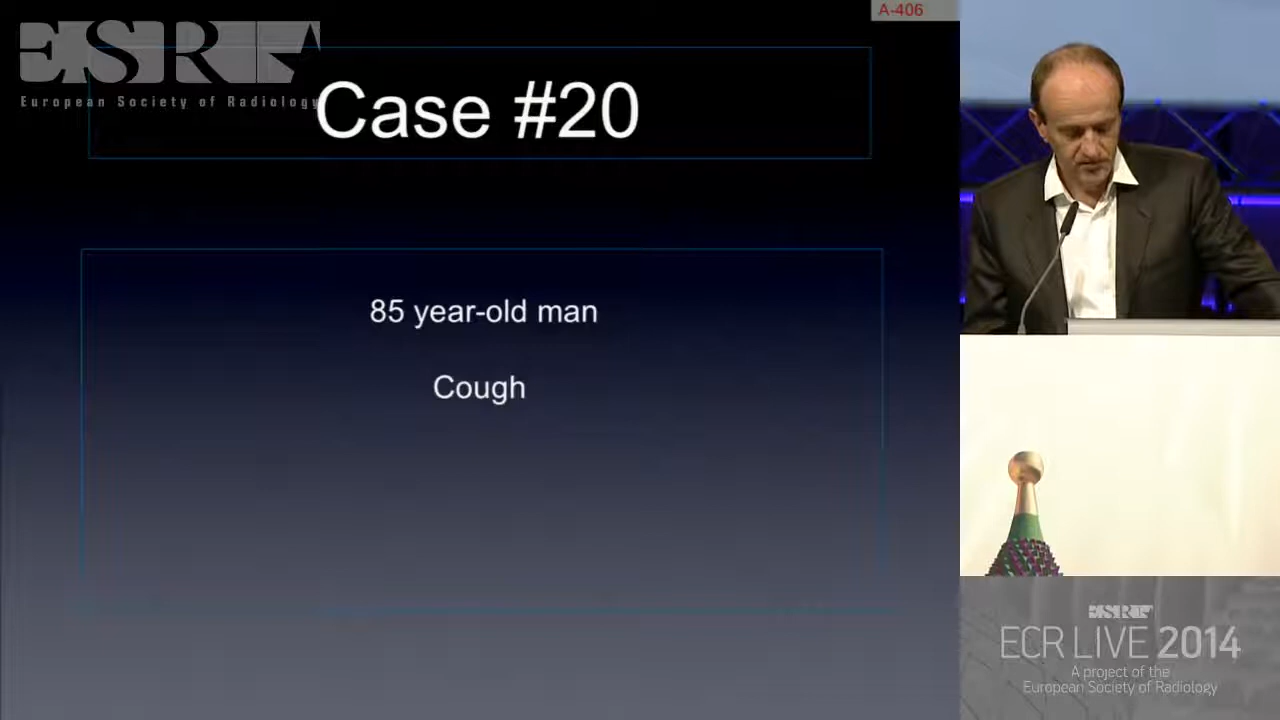 A-406
ESR
European Society of Radiology
Case #20
85 year-old man
Cough
ESR
ECR LIVE 2014
A project of the
European Society of Radiology